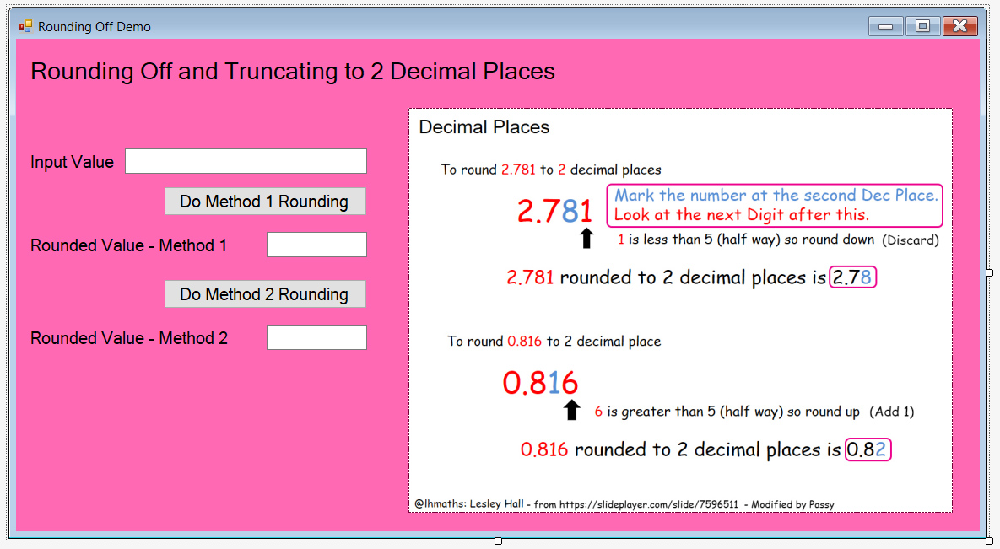 Rounding Off Demo
Rounding Off and Truncating to 2 Decimal Places
Input Value
Do Method 1 Rounding
Rounded Value - Method 1
Do Method 2 Rounding
Rounded Value - Method 2
Decimal Places
To round 2.781 to 2 decimal places
2.781
Mark the number at the second Dec Place.
Look at the next Digit after this.
1 is less than 5 (half way) so round down (Discard)
2.781 rounded to 2 decimal places is 2.78
To round 0.816 to 2 decimal place
0.816
6 is greater than 5 (half way) so round up (Add 1)
0.816 rounded to 2 decimal places is 0.82
@lhmaths: Lesley Hall - from https://slideplayer.com/slide/7596511 - Modified by Passy